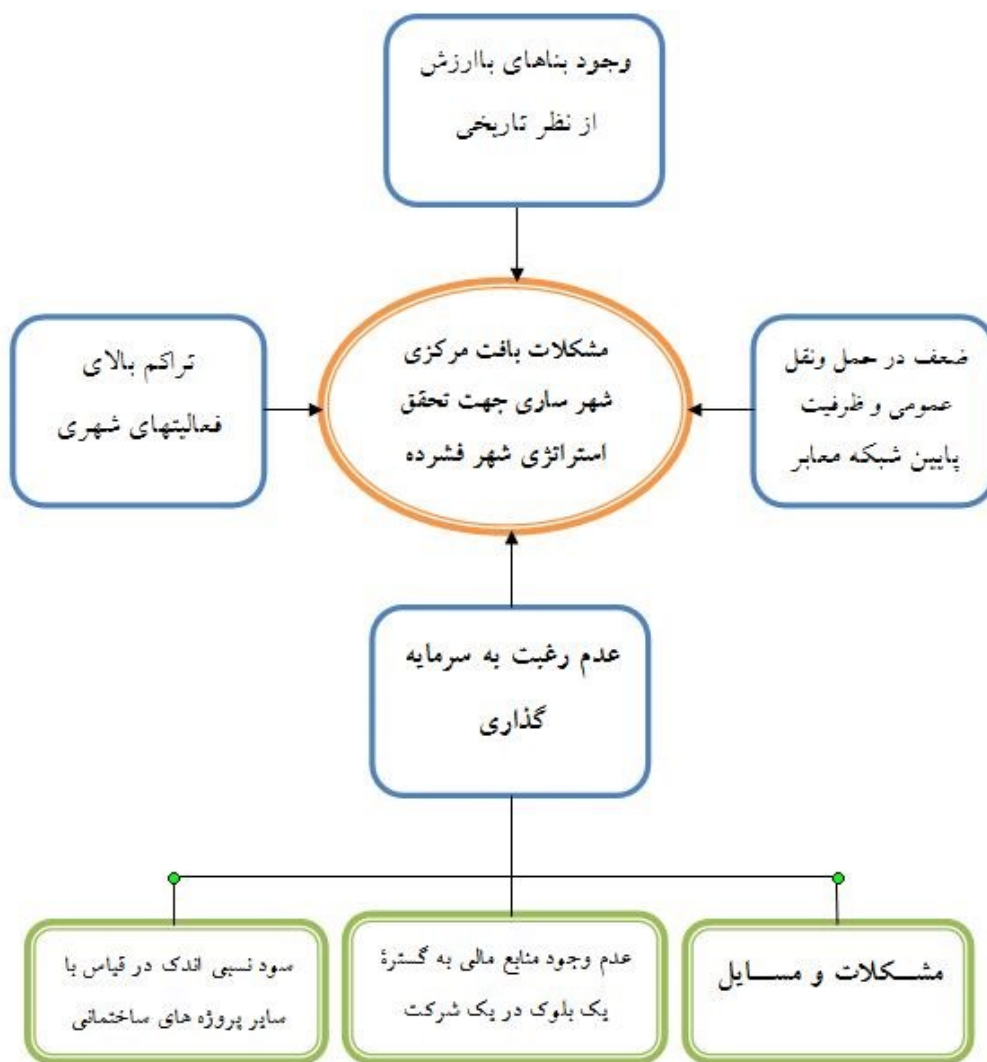 وجود بناهای باارزش
از نظر تاریخی
ضعف در حمل ونقل
عمومی و ظرفیت
پایین شبکه معابر
مشکلات بافت مرکزی
شهر ساری جهت تحقق
استراتژی شهر فشرده
تراکم بالای
فعالیتهای شهری
عدم رغبت به سرمایه
گذاری
مشـــکلات و مســـایل
عدم وجود منابع مالی به گسترهٔ
یک بلوک در یک شرکت
سود نسبی اندک در قیاس با
سایر پروژه های ساختمانی